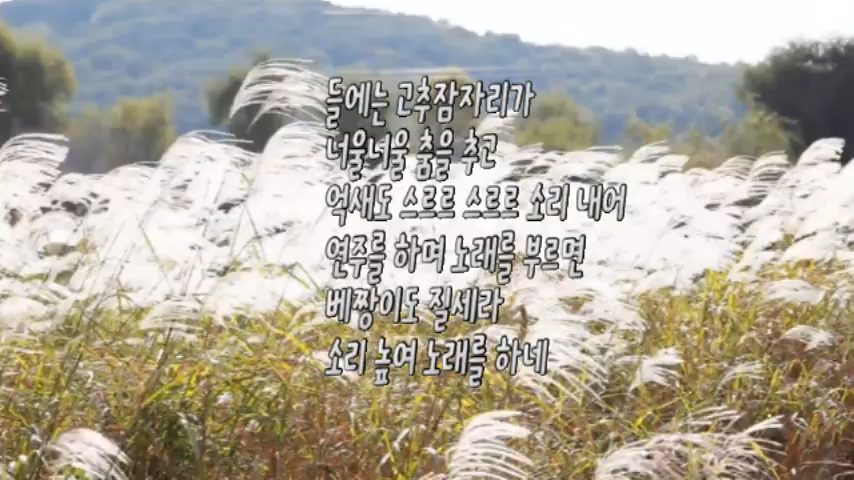 들에는 고추잠자리가
너울너울 춤을 추고
억새도 스르르 스르르 소리 내어
연주를 하며 노래를 부르면
베짱이도 질세라
소리 높여 노래를 하네